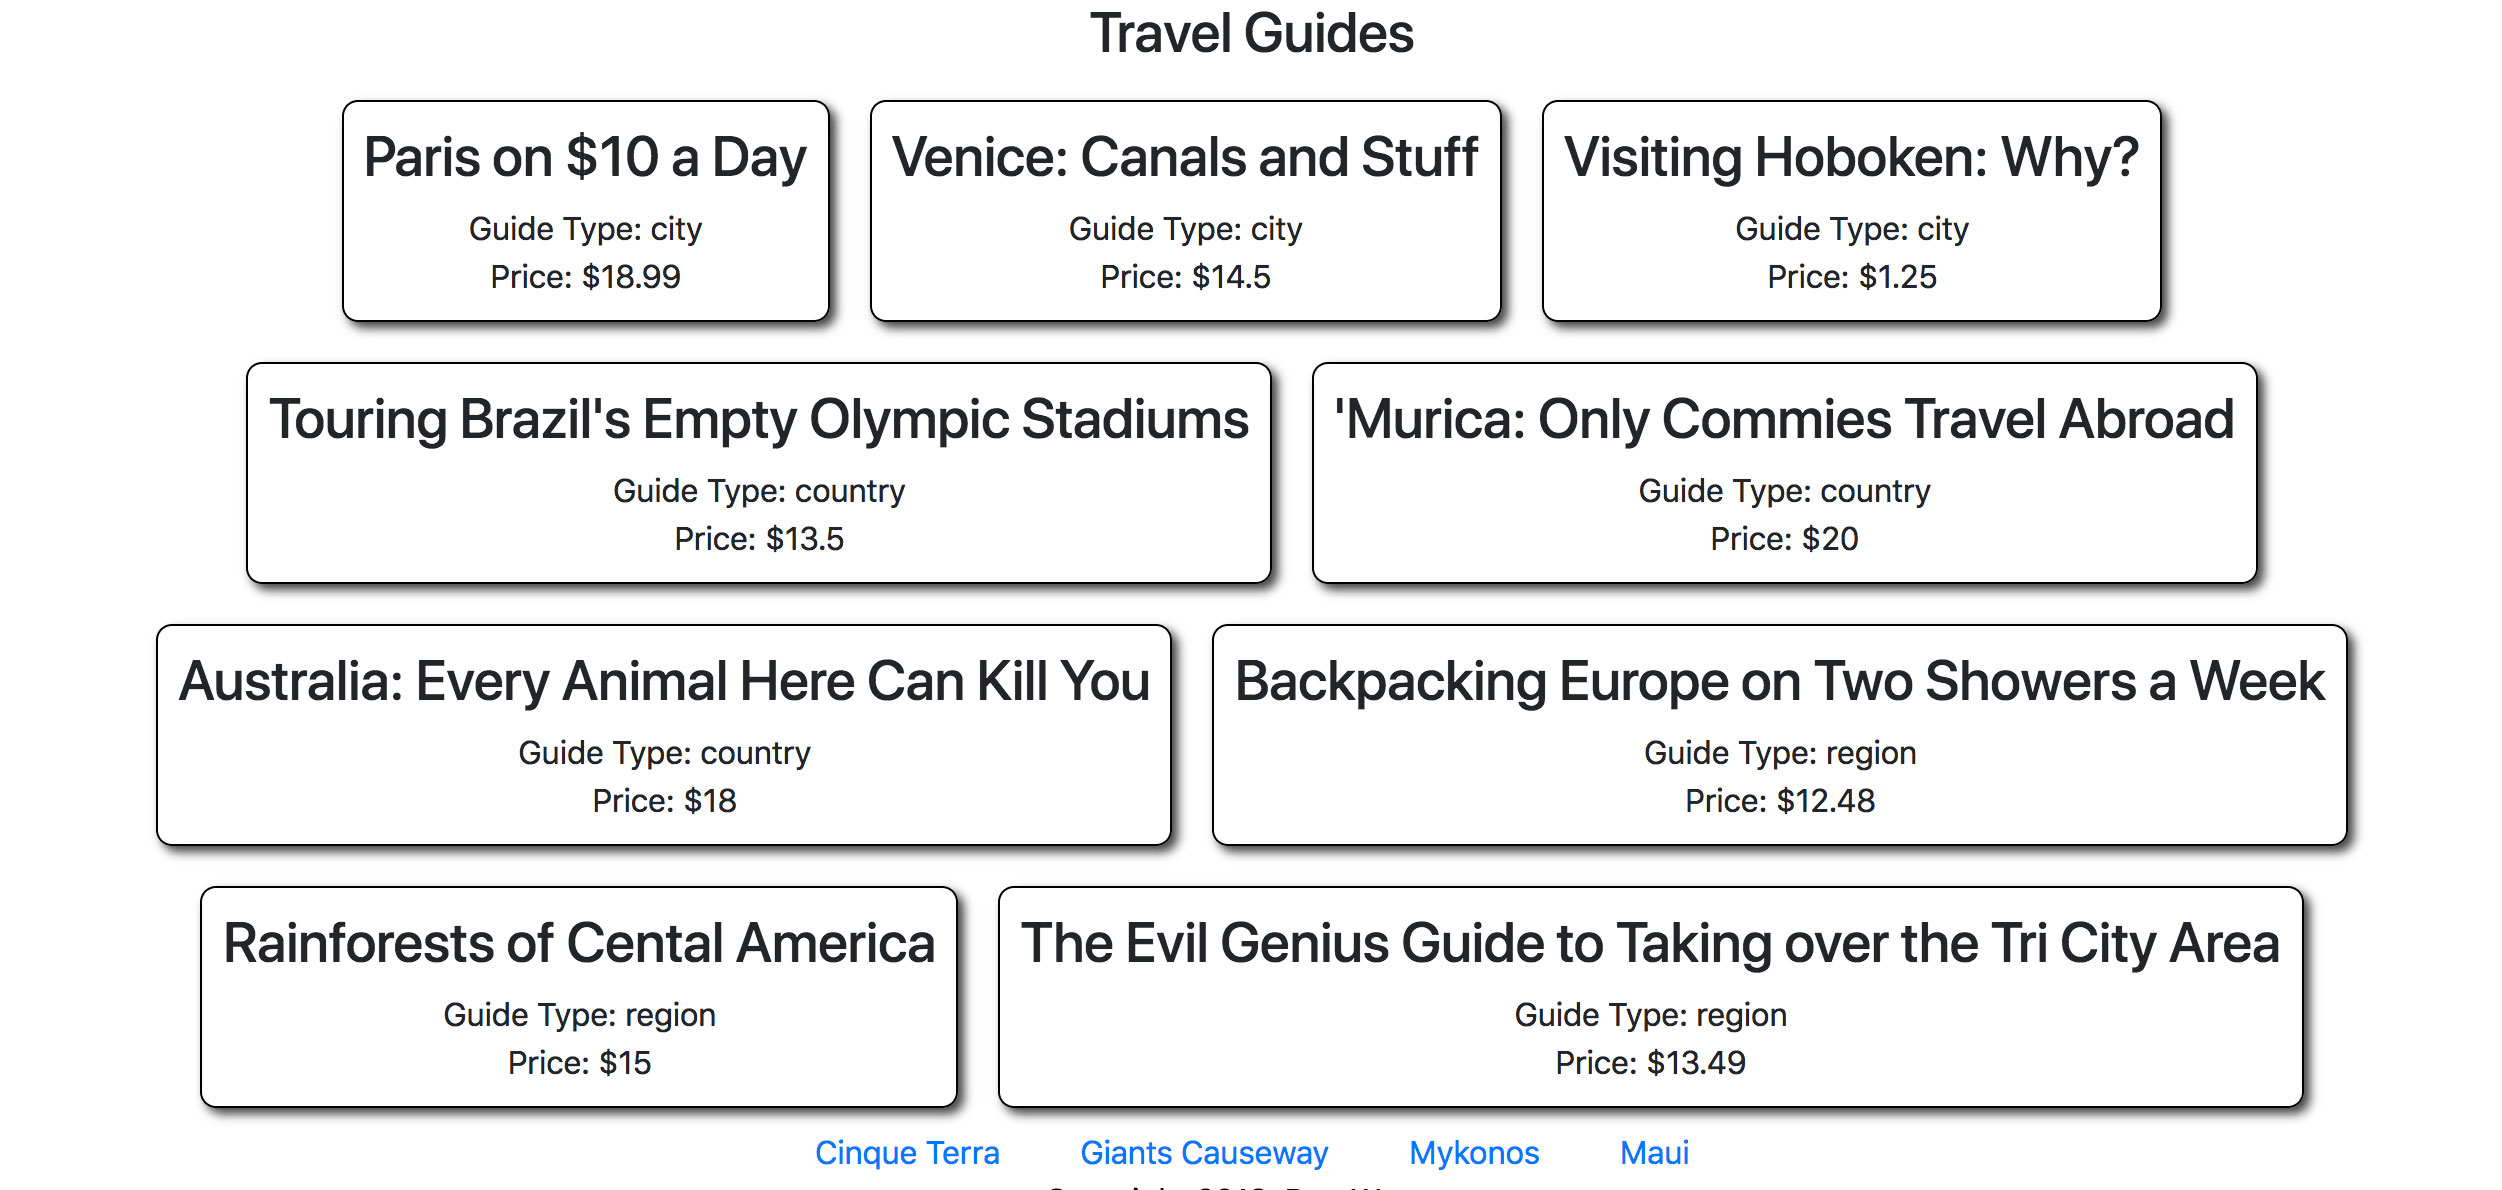 Travel Guides
Paris on $10 a Day
Guide Type: city
Price: $18.99
Venice: Canals and Stuff
Guide Type: city
Price: $14.5
Visiting Hoboken: Why?
Guide Type: city
Price: $1.25
Touring Brazil's Empty Olympic Stadiums
Guide Type: country
Price: $13.5
'Murica: Only Commies Travel Abroad
Guide Type: country
Price: $20
Australia: Every Animal Here Can Kill You
Guide Type: country
Price: $18
Backpacking Europe on Two Showers a Week
Guide Type: region
Price: $12.48
Rainforests of Cental America
Guide Type: region
Price: $15
The Evil Genius Guide to Taking over the Tri City Area
Guide Type: region
Price: $13.49
Cinque Terra Giants Causeway Mykonos Maui